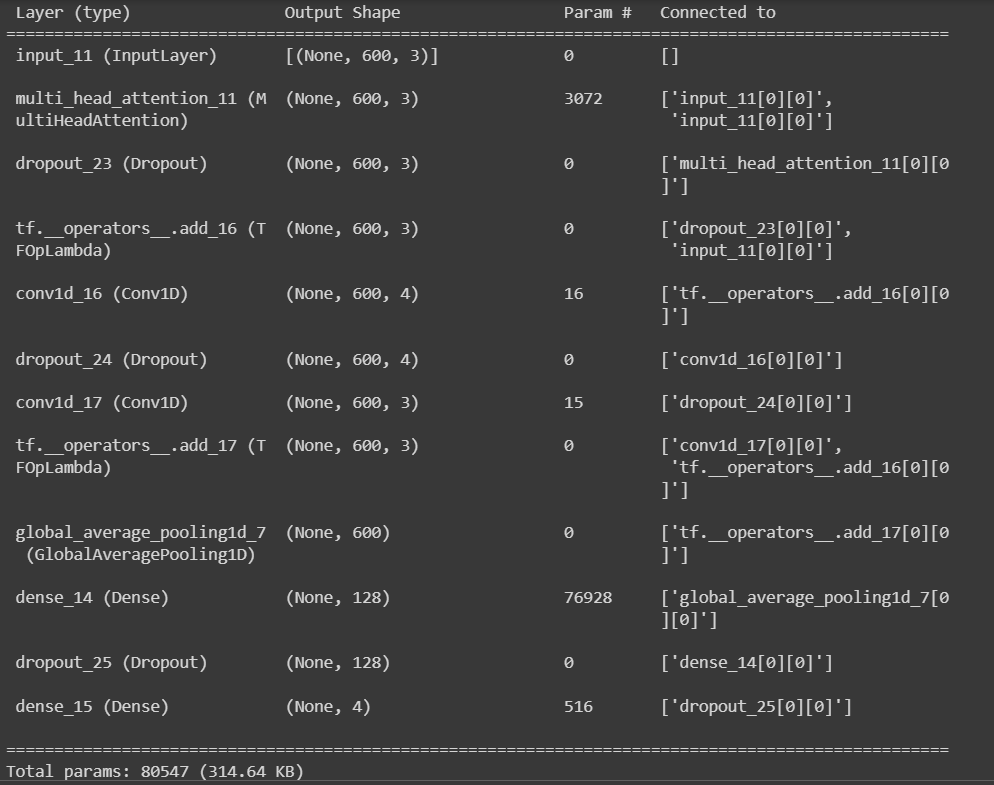 Layer (type) Output Shape Param # Connected to
==================================================================================================
input_11 (InputLayer) [(None, 600, 3)] 0 []
multi_head_attention_11 (M (None, 600, 3) 3072 ['input_11[0][0]',
ultiHeadAttention) 'input_11[0][0]']
dropout_23 (Dropout) (None, 600, 3) 0 ['multi_head_attention_11[0][0
]']
tf.__operators__.add_16 (T (None, 600, 3) 0 ['dropout_23[0][0]',
FOpLambda) 'input_11[0][0]']
conv1d_16 (Conv1D) (None, 600, 4) 16 ['tf.__operators__.add_16[0][0
]']
dropout_24 (Dropout) (None, 600, 4) 0 ['conv1d_16[0][0]']
conv1d_17 (Conv1D) (None, 600, 3) 15 ['dropout_24[0][0]']
tf.__operators__.add_17 (T (None, 600, 3) 0 ['conv1d_17[0][0]',
FOpLambda) 'tf.__operators__.add_16[0][0
]']
global_average_pooling1d_7 (None, 600) 0 ['tf.__operators__.add_17[0][0
(GlobalAveragePooling1D) ]']
dense_14 (Dense) (None, 128) 76928 ['global_average_pooling1d_7[0
][0]']
dropout_25 (Dropout) (None, 128) 0 ['dense_14[0][0]']
dense_15 (Dense) (None, 4) 516 ['dropout_25[0][0]']
==================================================================================================
Total params: 80547 (314.64 KB)